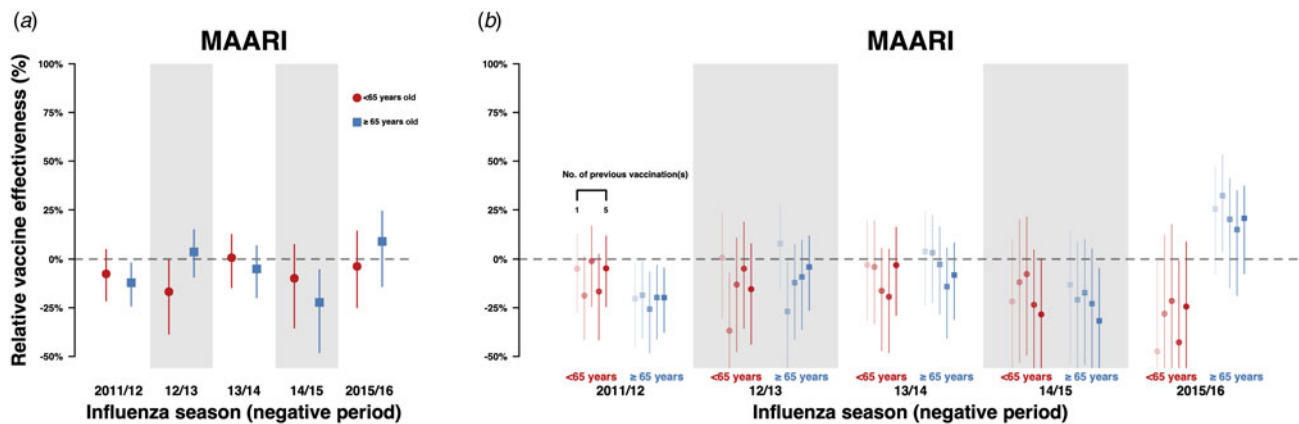 (a)
MAARI
Relative vaccine effectiveness (%)
100%
75%
50%
25%
0%
-25%
-50%
<65 years old
≥ 65 years old
2011/12 12/13 13/14 14/15 2015/16
Influenza season (negative period)
(b)
MAARI
100%
75%
50%
25%
0%
-25%
-50%
No. of previous vaccination(s)
1 5
<65 years ≥ 65 years <65 years ≥ 65 years <65 years ≥ 65 years <65 years ≥ 65 years <65 years ≥ 65 years
2011/12 12/13 13/14 14/15 2015/16
Influenza season (negative period)